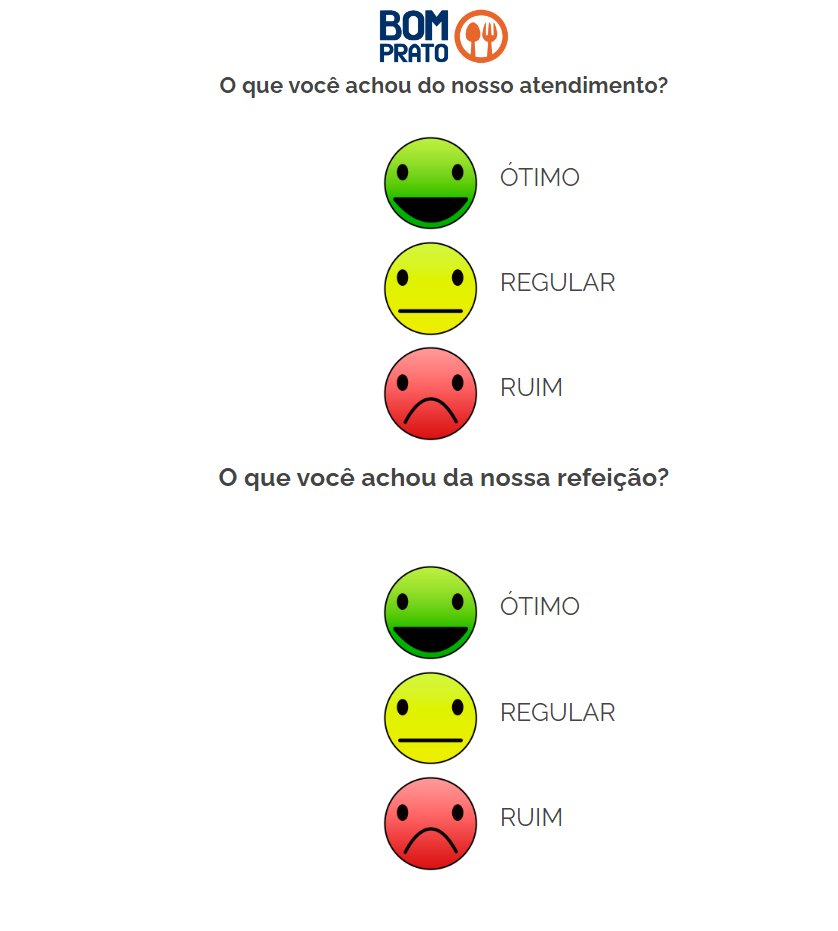 BOM
PRATO
O que você achou do nosso atendimento?
ÓTIMO
REGULAR
RUIM
O que você achou da nossa refeição?
ÓTIMO
REGULAR
RUIM